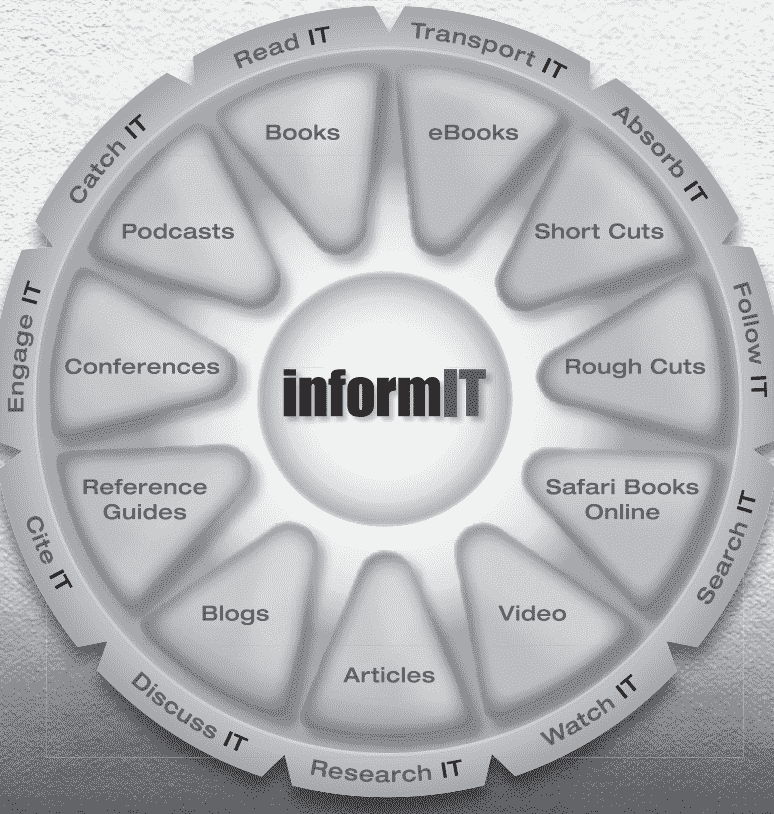 Read IT
Books
Transport IT
eBooks
Absorb IT
Short Cuts
Follow IT
Rough Cuts
Search IT
Safari Books
Online
Watch IT
Video
Research IT
Articles
Discuss IT
Blogs
Cite IT
Reference
Guides
Engage IT
Conferences
Catch IT
Podcasts
informIT